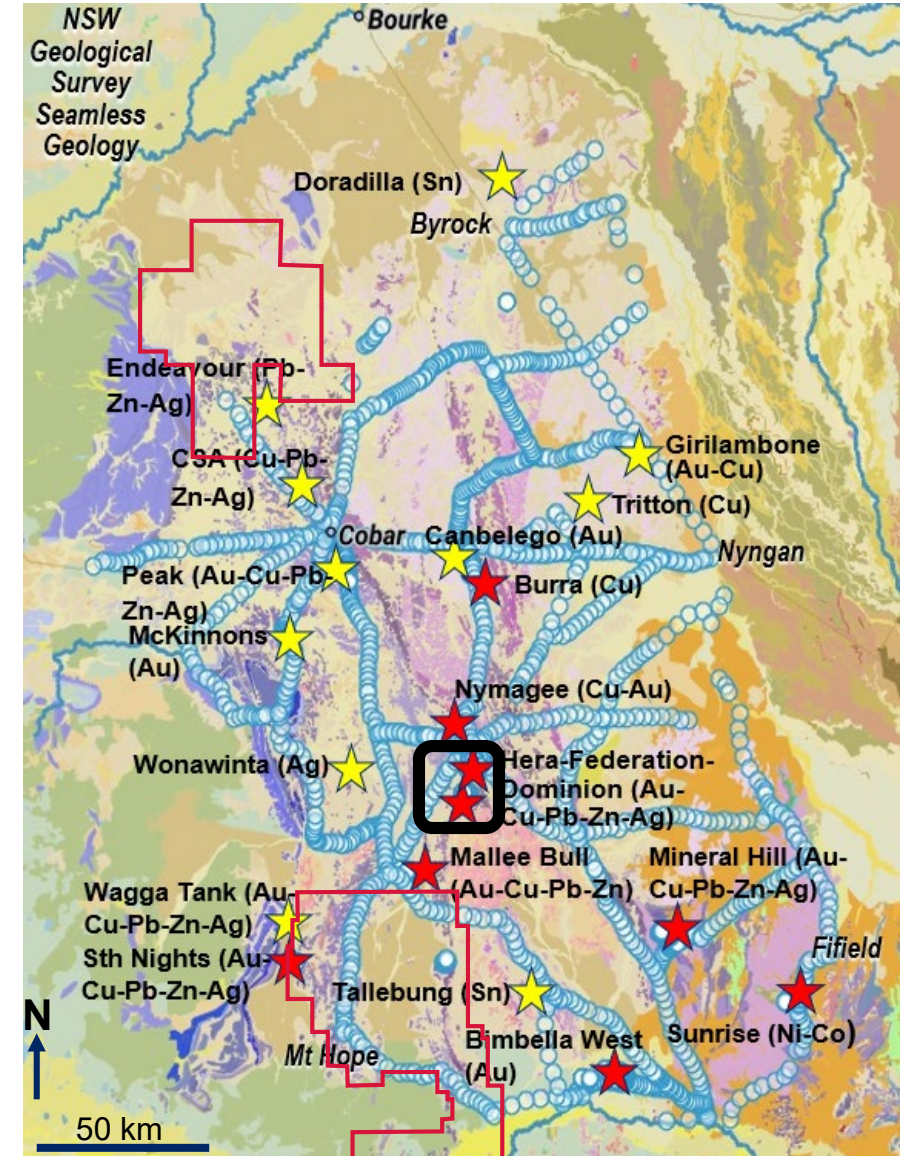 NSW
Geological
Survey
Seamless
Geology
Bourke
Doradilla (Sn)
Byrock
Endeavour (Pb-
Zn-Ag)
CSA (Cu-Pb-
Zn-Ag)
Girilambone
(Au-Cu)
Tritton (Cu)
Cobar
Canbelego (Au)
Nyngan
Peak (Au-Cu-Pb-
Zn-Ag)
Burra (Cu)
McKinnons
(Au)
Nymagee (Cu-Au)
Wonawinta (Ag)
Hera-Federation-
Dominion (Au-
Cu-Pb-Zn-Ag)
Mallee Bull
(Au-Cu-Pb-Zn)
Mineral Hill (Au-
Cu-Pb-Zn-Ag)
Wagga Tank (Au-
Cu-Pb-Zn-Ag)
Sth Nights (Au-
Cu-Pb-Zn-Ag)
Fifield
Tallebung (Sn)
Sunrise (Ni-Co)
Bimbella West
(Au)
Mt Hope
N
50 km